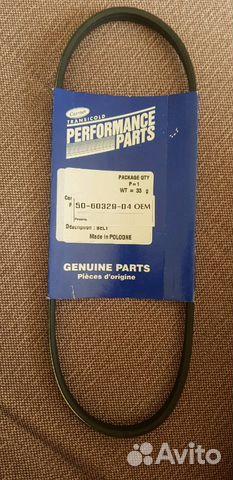 Carrier
TRANSICOLD
PERFORMANCE
PARTS
PACKAGE QTY
P=1
WT = 33 g
50-60329-04 OEM
Description : BELT
Made in POLOGNE
GENUINE PARTS
Pièces d'origine
Avito